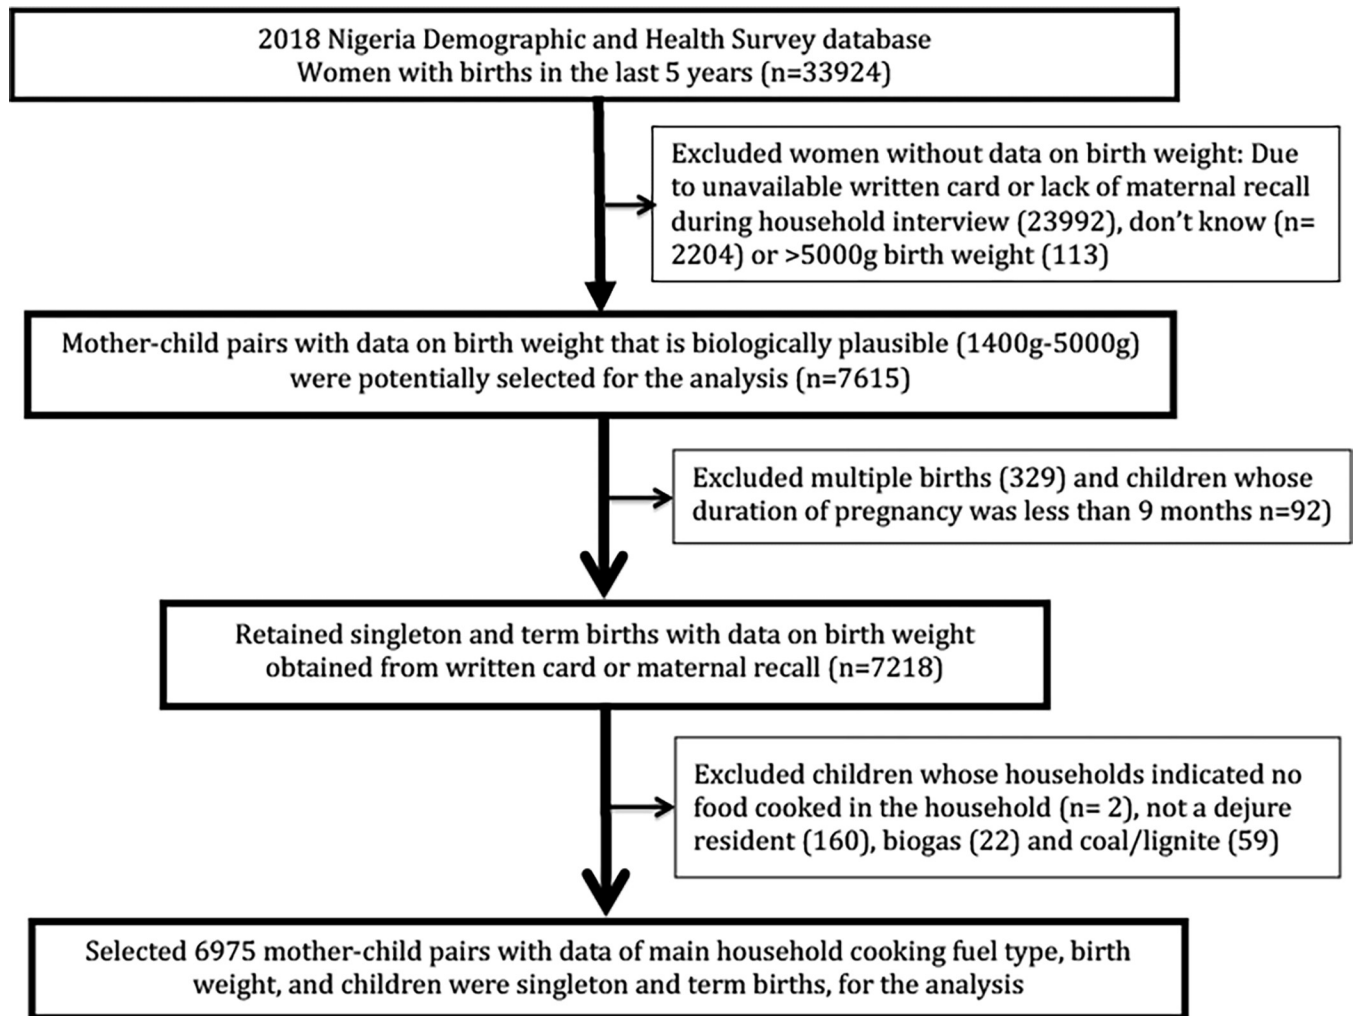 2018 Nigeria Demographic and Health Survey database
Women with births in the last 5 years (n=33924)
Excluded women without data on birth weight: Due
to unavailable written card or lack of maternal recall
during household interview (23992), don't know (n=
2204) or >5000g birth weight (113)
Mother-child pairs with data on birth weight that is biologically plausible (1400g-5000g)
were potentially selected for the analysis (n=7615)
Excluded multiple births (329) and children whose
duration of pregnancy was less than 9 months n=92)
Retained singleton and term births with data on birth weight
obtained from written card or maternal recall (n=7218)
Excluded children whose households indicated no
food cooked in the household (n= 2), not a dejure
resident (160), biogas (22) and coal/lignite (59)
Selected 6975 mother-child pairs with data of main household cooking fuel type, birth
weight, and children were singleton and term births, for the analysis